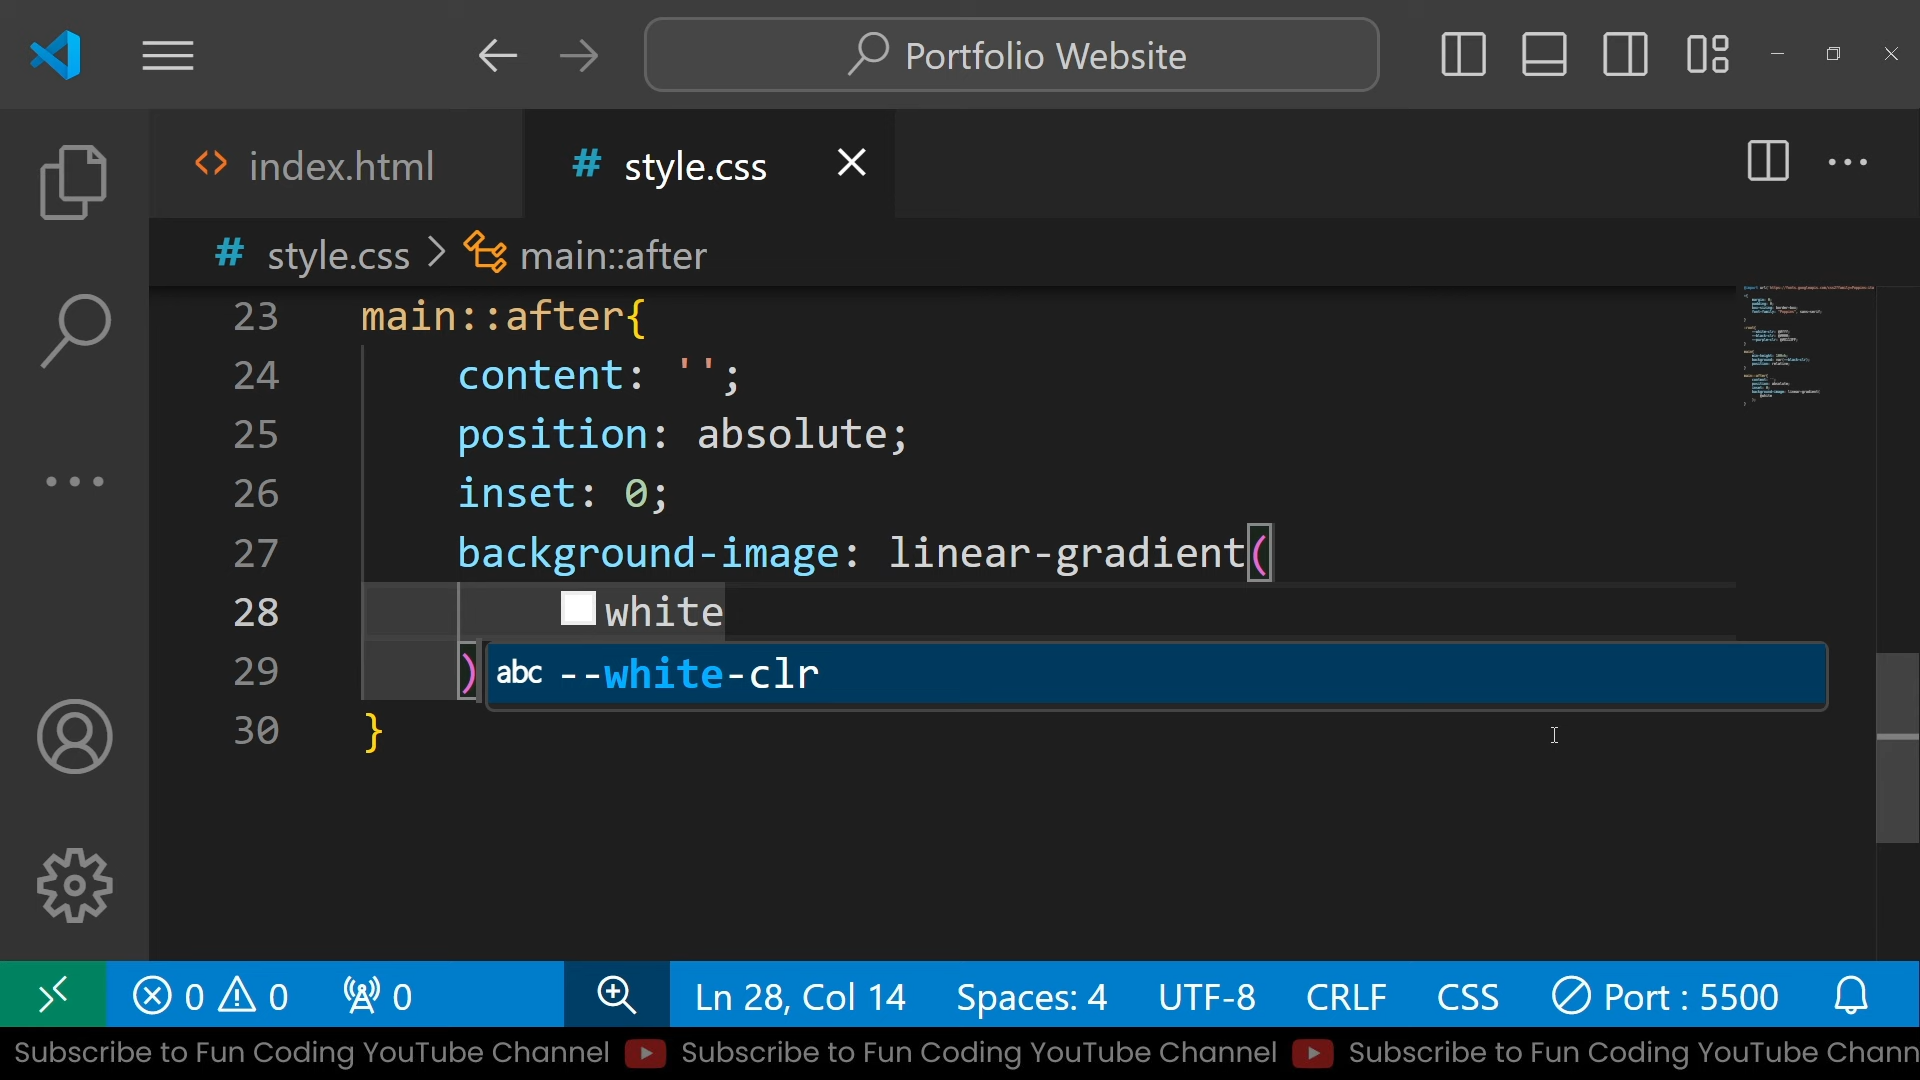 Portfolio Website
<> index.html
# style.css
# style.css > main::after
23 main::after{
24 content: '';
25 position: absolute;
26 inset: 0;
27 background-image: linear-gradient(
28 white
29 )
abc --white-clr
30 }
0 0 0 Ln 28, Col 14 Spaces: 4 UTF-8 CRLF CSS Port : 5500
Subscribe to Fun Coding YouTube Channel Subscribe to Fun Coding YouTube Channel Subscribe to Fun Coding YouTube Chann